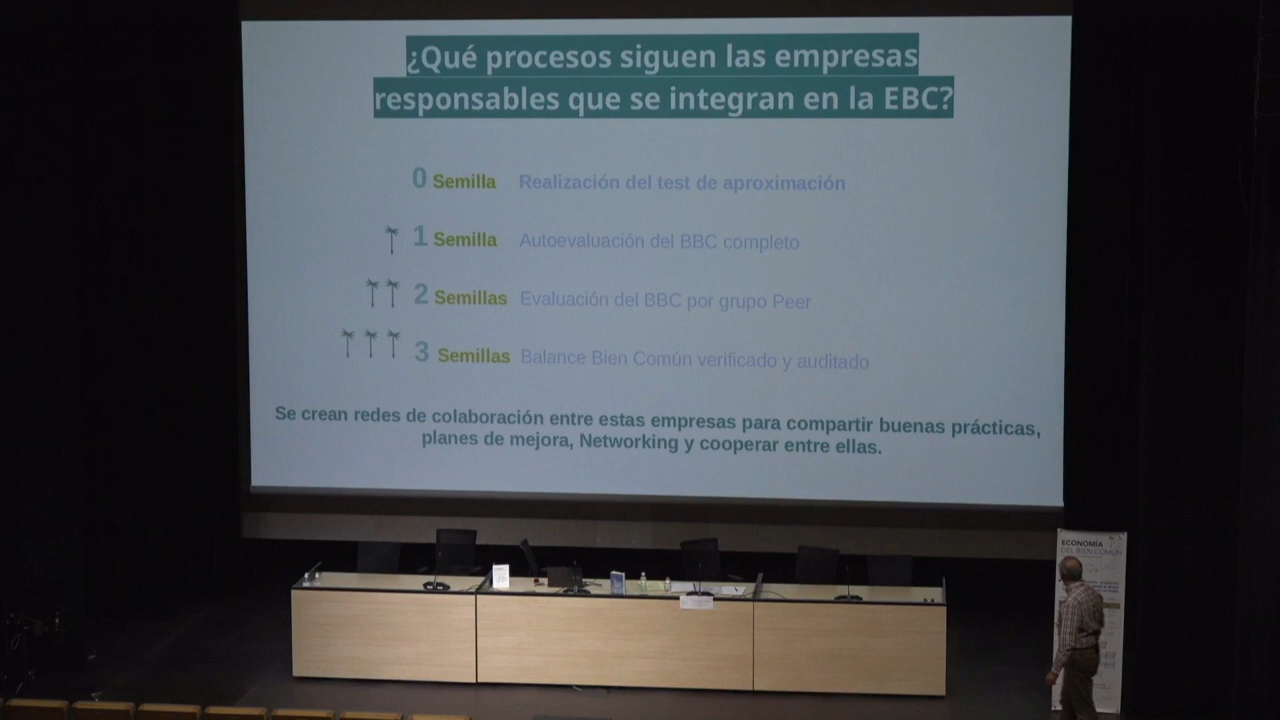 ¿Qué procesos siguen las empresas
responsables que se integran en la EBC?
0 Semilla Realización del test de aproximación
1 Semilla Autoevaluación del BBC completo
2 Semillas Evaluación del BBC por grupo Peer
3 Semillas Balance Bien Común verificado y auditado
Se crean redes de colaboración entre estas empresas para compartir buenas prácticas,
planes de mejora, Networking y cooperar entre ellas.
ECONOMÍA
DEL BIEN COMÚN